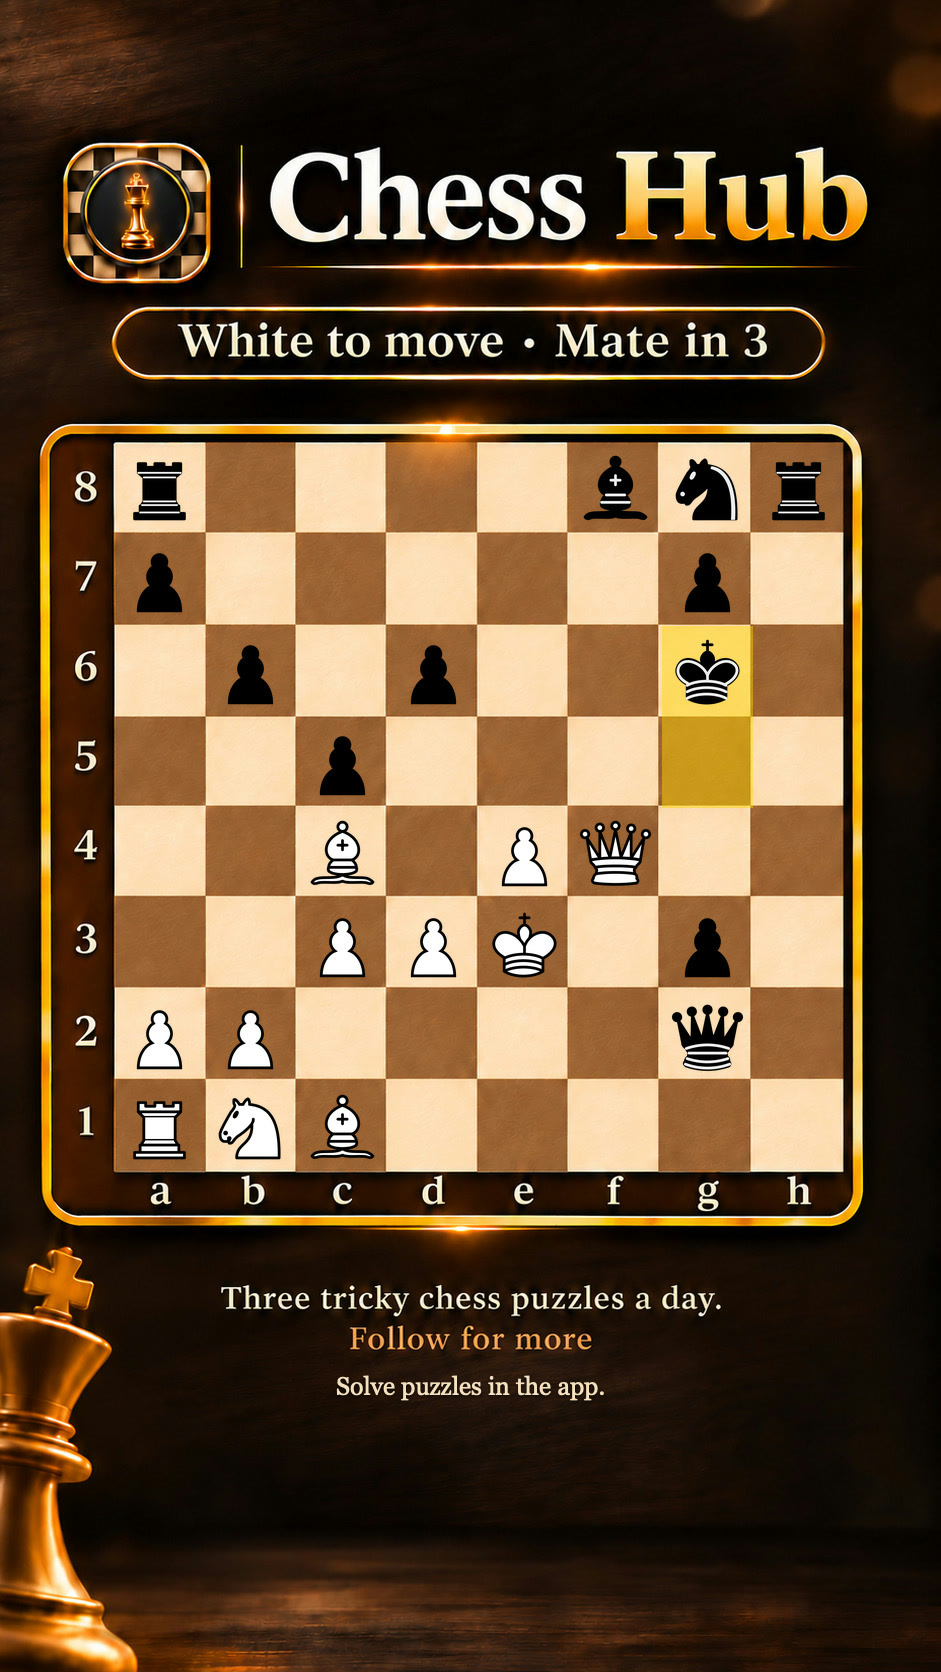 Chess Hub
White to move • Mate in 3
8
7
6
5
4
3
2
1
a b c d e f g h
Three tricky chess puzzles a day.
Follow for more
Solve puzzles in the app.